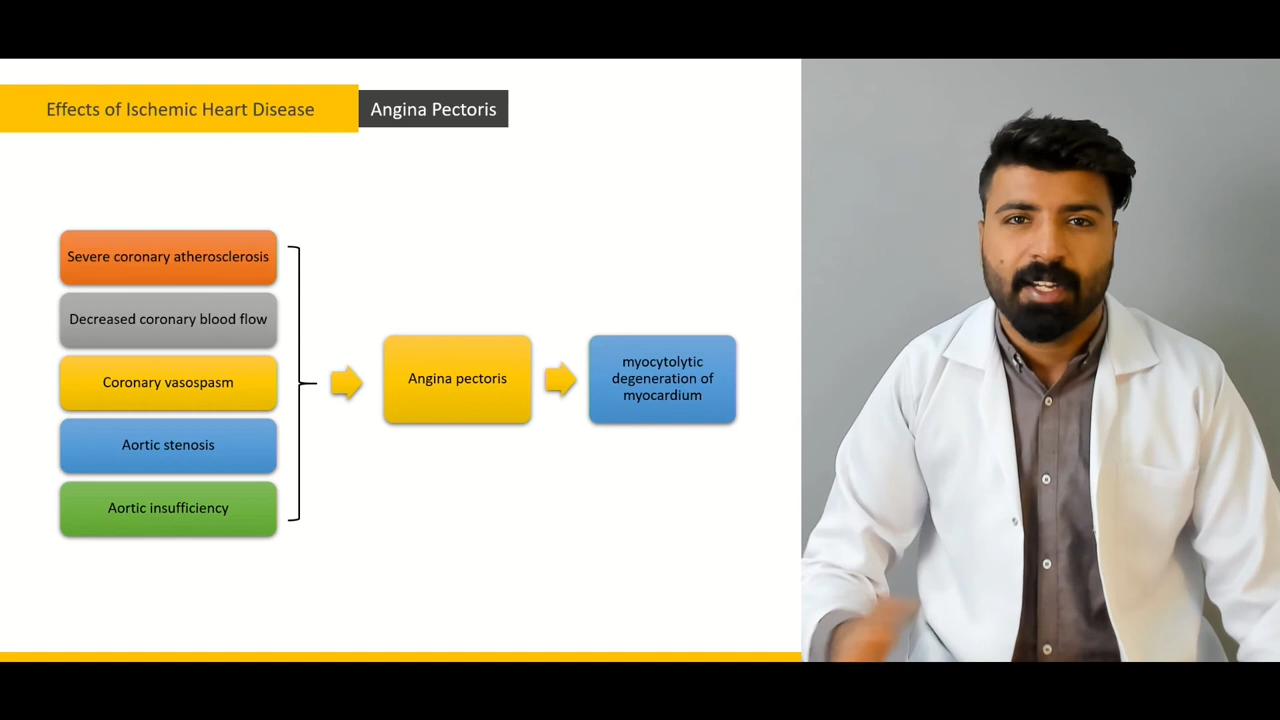 Effects of Ischemic Heart Disease
Angina Pectoris
Severe coronary atherosclerosis
Decreased coronary blood flow
Coronary vasospasm
Aortic stenosis
Aortic insufficiency
Angina pectoris
myocytolytic
degeneration of
myocardium